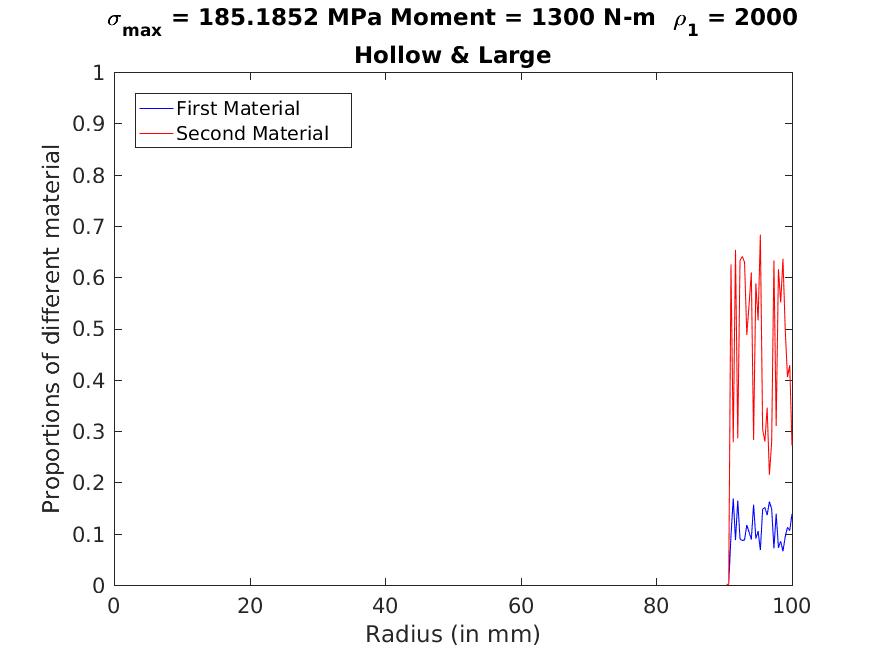 σmax = 185.1852 MPa Moment = 1300 N-m ρ1 = 2000
Hollow & Large
First Material
Second Material
Proportions of different material
1
0.9
0.8
0.7
0.6
0.5
0.4
0.3
0.2
0.1
0
0 20 40 60 80 100
Radius (in mm)